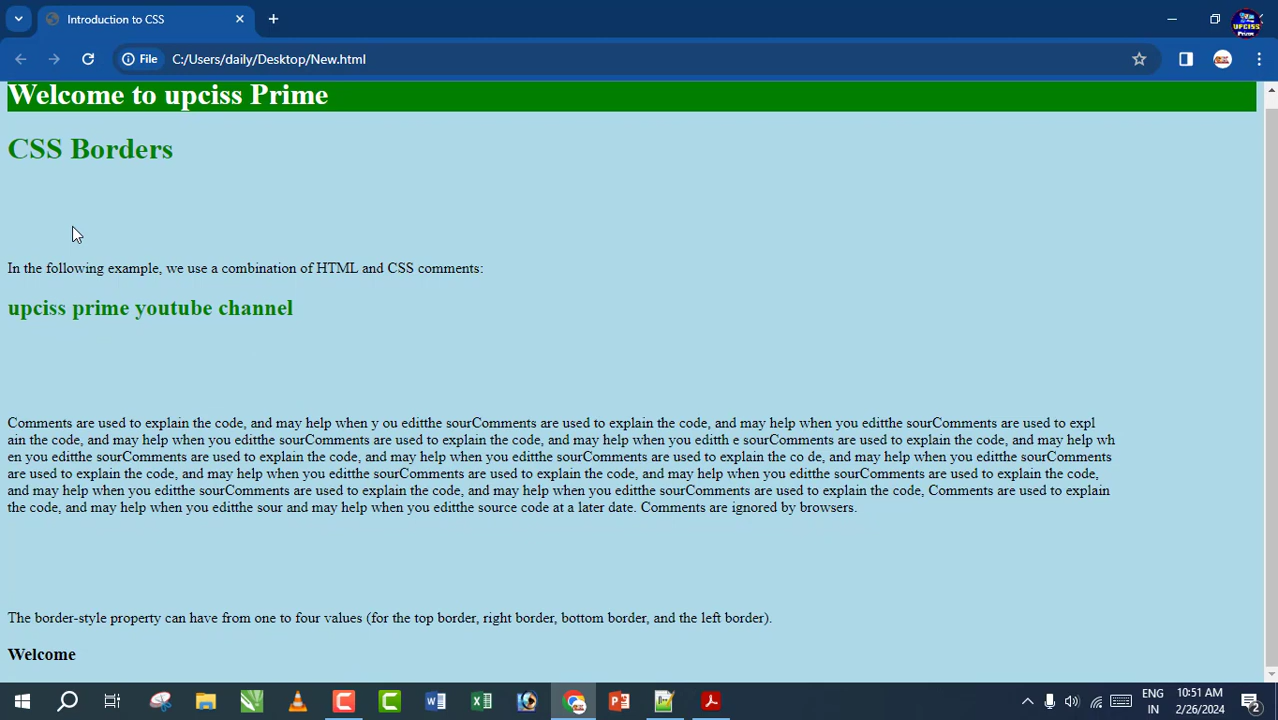 Introduction to CSS
UPCISS
Prime
File
C:/Users/daily/Desktop/New.html
Welcome to upciss Prime
CSS Borders
In the following example, we use a combination of HTML and CSS comments:
upciss prime youtube channel
Comments are used to explain the code, and may help when y ou editthe sourComments are used to explain the code, and may help when you editthe sourComments are used to expl
ain the code, and may help when you editthe sourComments are used to explain the code, and may help when you editth e sourComments are used to explain the code, and may help wh
en you editthe sourComments are used to explain the code, and may help when you editthe sourComments are used to explain the co de, and may help when you editthe sourComments
are used to explain the code, and may help when you editthe sourComments are used to explain the code, and may help when you editthe sourComments are used to explain the code,
and may help when you editthe sourComments are used to explain the code, and may help when you editthe sourComments are used to explain the code, Comments are used to explain
the code, and may help when you editthe sour and may help when you editthe source code at a later date. Comments are ignored by browsers.
The border-style property can have from one to four values (for the top border, right border, bottom border, and the left border).
Welcome
ENG
IN
10:51 AM
2/26/2024
2